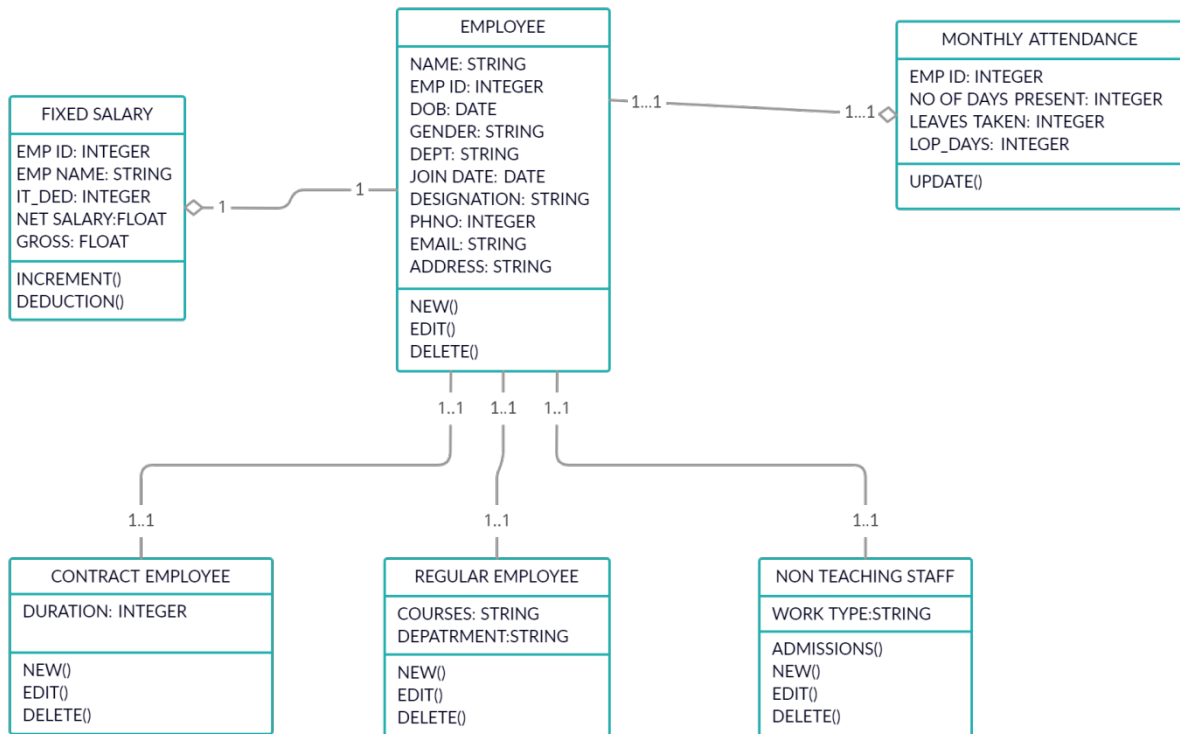 EMPLOYEE
NAME: STRING
EMP ID: INTEGER
DOB: DATE
GENDER: STRING
DEPT: STRING
JOIN DATE: DATE
DESIGNATION: STRING
PHNO: INTEGER
EMAIL: STRING
ADDRESS: STRING
NEW()
EDIT()
DELETE()
MONTHLY ATTENDANCE
EMP ID: INTEGER
NO OF DAYS PRESENT: INTEGER
LEAVES TAKEN: INTEGER
LOP_DAYS: INTEGER
UPDATE()
1...1
1...1
FIXED SALARY
EMP ID: INTEGER
EMP NAME: STRING
IT_DED: INTEGER
NET SALARY:FLOAT
GROSS: FLOAT
INCREMENT()
DEDUCTION()
1
1
1..1
1..1
1..1
1..1
1..1
1..1
CONTRACT EMPLOYEE
DURATION: INTEGER
NEW()
EDIT()
DELETE()
REGULAR EMPLOYEE
COURSES: STRING
DEPATRMENT:STRING
NEW()
EDIT()
DELETE()
NON TEACHING STAFF
WORK TYPE:STRING
ADMISSIONS()
NEW()
EDIT()
DELETE()